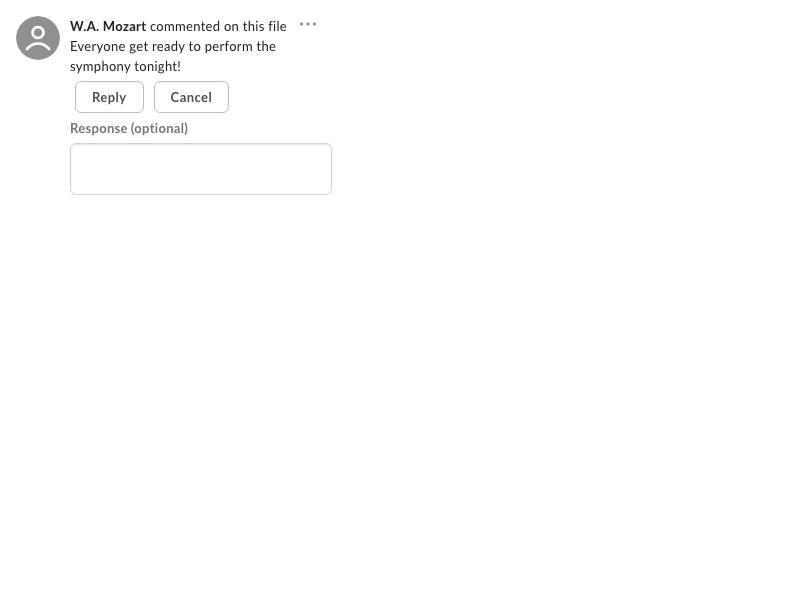 W.A. Mozart commented on this file
Everyone get ready to perform the
symphony tonight!
Reply Cancel
Response (optional)